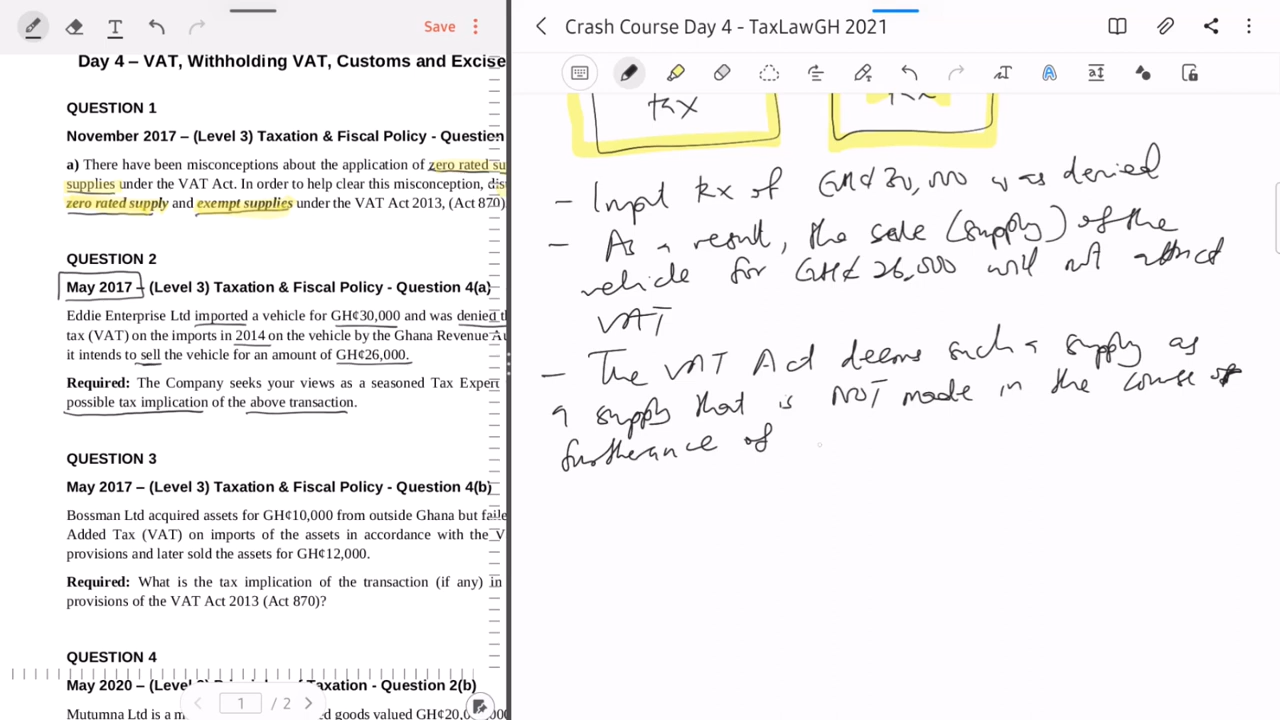 Save
Day 4 – VAT, Withholding VAT, Customs and Excise
QUESTION 1
November 2017 – (Level 3) Taxation & Fiscal Policy - Question
a) There have been misconceptions about the application of zero rated su
supplies under the VAT Act. In order to help clear this misconception, dis
zero rated supply and exempt supplies under the VAT Act 2013, (Act 870)
QUESTION 2
May 2017 – (Level 3) Taxation & Fiscal Policy - Question 4(a)
Eddie Enterprise Ltd imported a vehicle for GH¢30,000 and was denied t
tax (VAT) on the imports in 2014 on the vehicle by the Ghana Revenue Au
it intends to sell the vehicle for an amount of GH¢26,000.
Required: The Company seeks your views as a seasoned Tax Expert
possible tax implication of the above transaction.
QUESTION 3
May 2017 – (Level 3) Taxation & Fiscal Policy - Question 4(b)
Bossman Ltd acquired assets for GH¢10,000 from outside Ghana but faile
Added Tax (VAT) on imports of the assets in accordance with the V
provisions and later sold the assets for GH¢12,000.
Required: What is the tax implication of the transaction (if any) in
provisions of the VAT Act 2013 (Act 870)?
QUESTION 4
May 2020 – (Level Taxation - Question 2(b)
Mutumna Ltd is a m d goods valued GH¢20,0
1 / 2
Crash Course Day 4 - TaxLawGH 2021
tax
- Input tax of GH¢30,000 was denied
- As a result, the sale (supply) of the
vehicle for GH¢26,000 will not attract
VAT
- The VAT Act deems such a supply as
a supply that is NOT made in the course or
furtherance of